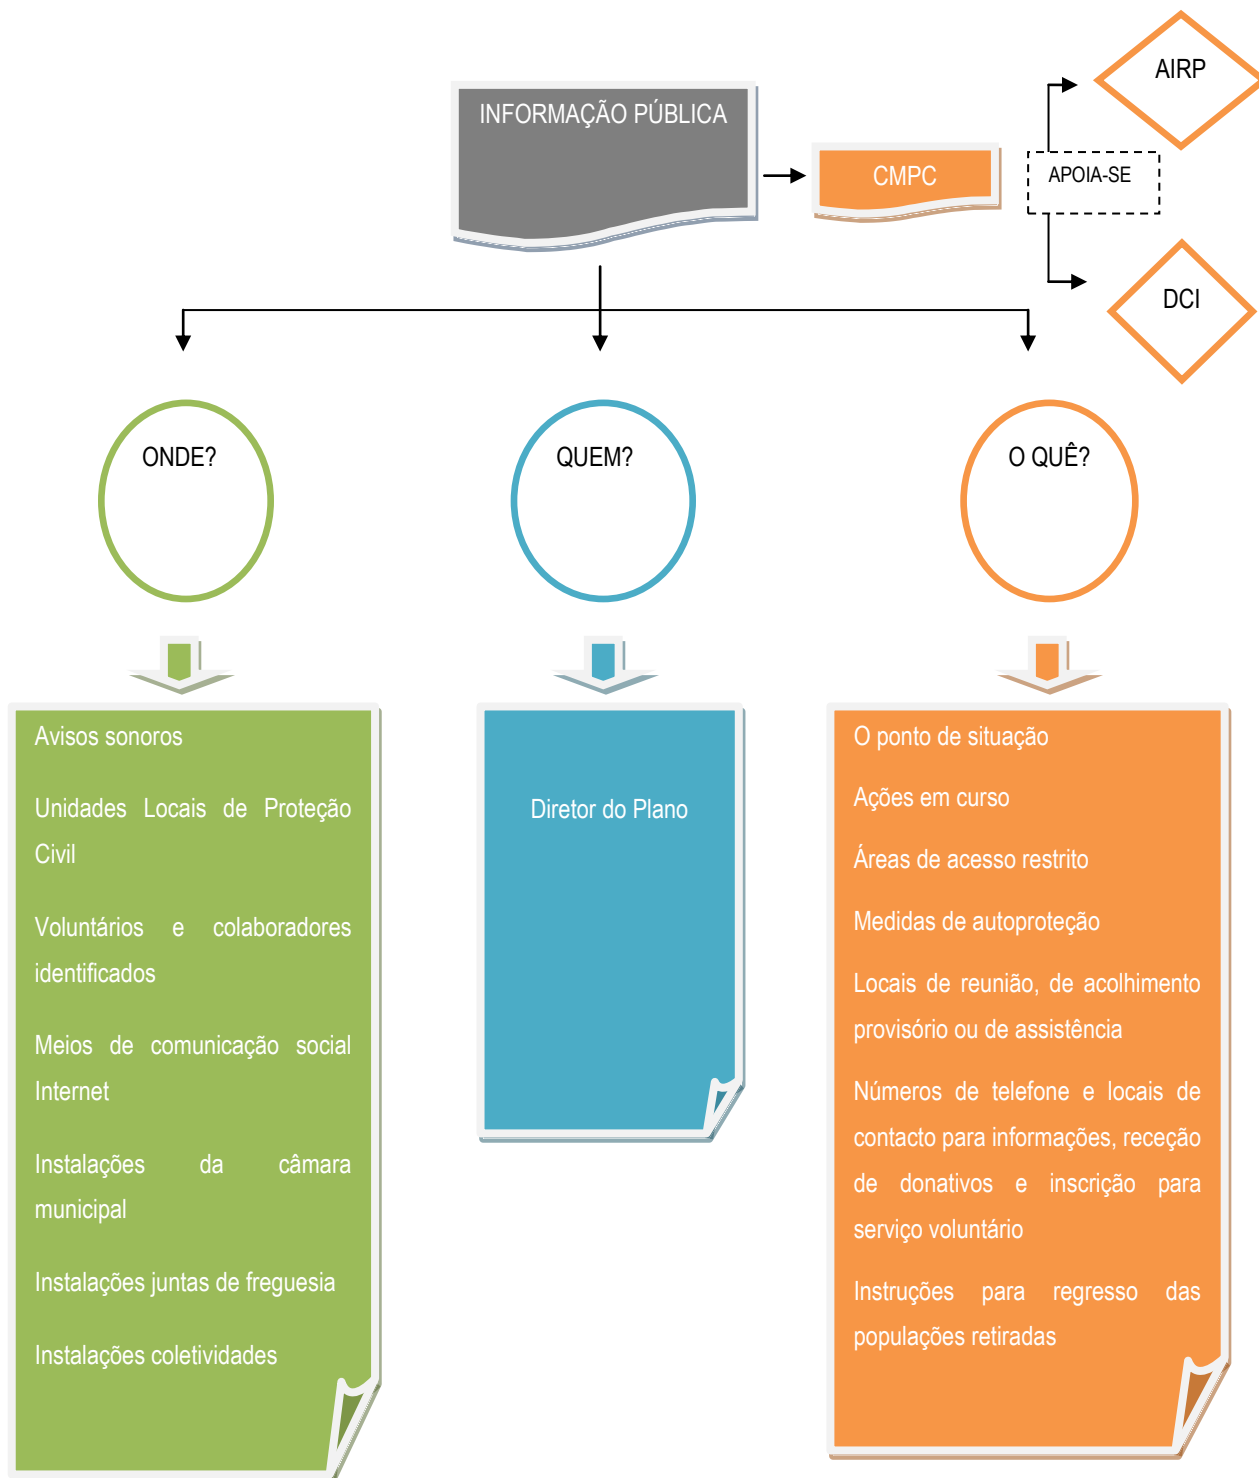 AIRP
INFORMAÇÃO PÚBLICA
CMPC
APOIA-SE
DCI
ONDE?
QUEM?
O QUÊ?
Avisos sonoros
Unidades Locais de Proteção
Civil
Voluntários e colaboradores
identificados
Meios de comunicação social
Internet
Instalações da câmara
municipal
Instalações juntas de freguesia
Instalações coletividades
Diretor do Plano
O ponto de situação
Ações em curso
Áreas de acesso restrito
Medidas de autoproteção
Locais de reunião, de acolhimento
provisório ou de assistência
Números de telefone e locais de
contacto para informações, receção
de donativos e inscrição para
serviço voluntário
Instruções para regresso das
populações retiradas